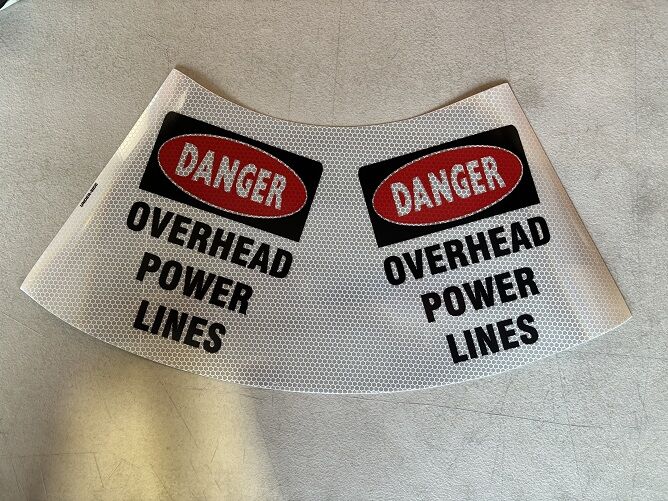 DANGER
OVERHEAD
POWER
LINES
DANGER
OVERHEAD
POWER
LINES